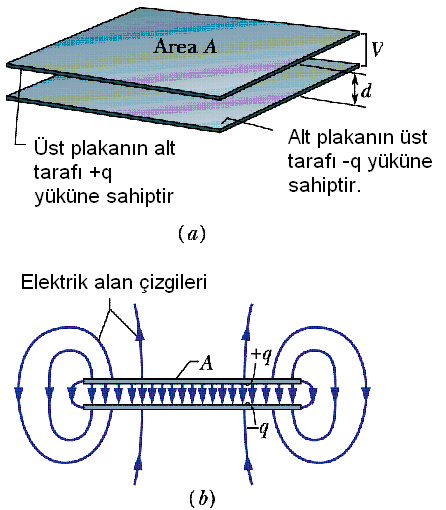 Area A
V
d
Üst plakanın alt
tarafı +q
yüküne sahiptir
Alt plakanın üst
tarafı -q yüküne
sahiptir.
(a)
Elektrik alan çizgileri
A
+q
–q
(b)